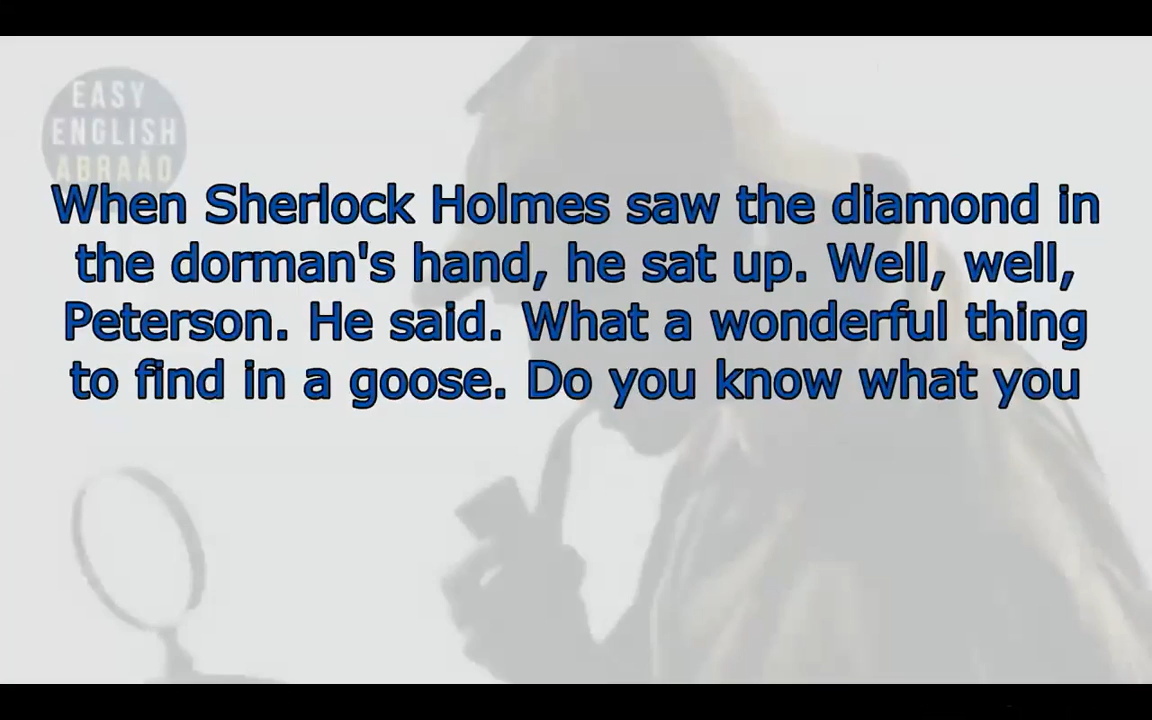 EASY
ENGLISH
ABRAÃO
When Sherlock Holmes saw the diamond in
the dorman's hand, he sat up. Well, well,
Peterson. He said. What a wonderful thing
to find in a goose. Do you know what you